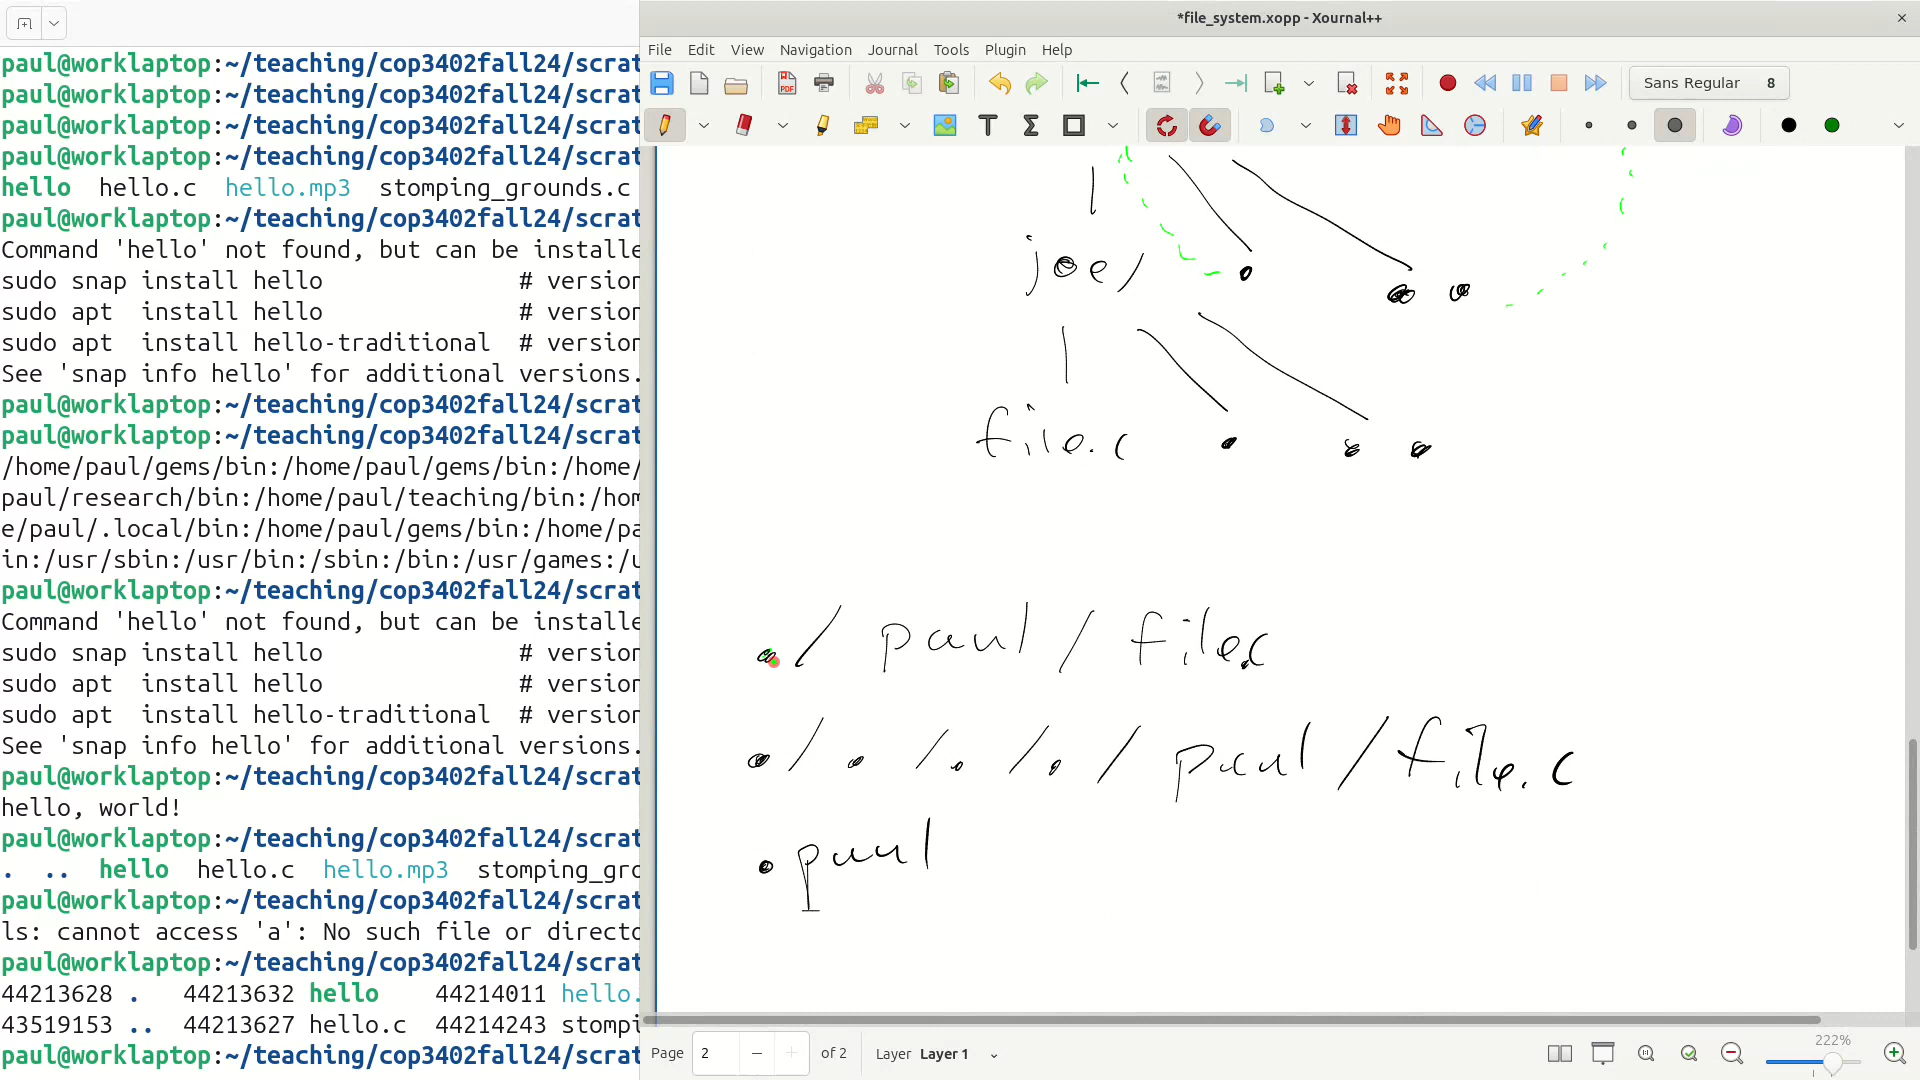 *file_system.xopp - Xournal++
File Edit View Navigation Journal Tools Plugin Help
Sans Regular 8
paul@worklaptop:~/teaching/cop3402fall24/scrat
paul@worklaptop:~/teaching/cop3402fall24/scrat
paul@worklaptop:~/teaching/cop3402fall24/scrat
paul@worklaptop:~/teaching/cop3402fall24/scrat
hello hello.c hello.mp3 stomping_grounds.c
paul@worklaptop:~/teaching/cop3402fall24/scrat
Command 'hello' not found, but can be installe
sudo snap install hello # version
sudo apt install hello # version
sudo apt install hello-traditional # version
See 'snap info hello' for additional versions.
paul@worklaptop:~/teaching/cop3402fall24/scrat
paul@worklaptop:~/teaching/cop3402fall24/scrat
/home/paul/gems/bin:/home/paul/gems/bin:/home/
paul/research/bin:/home/paul/teaching/bin:/hom
e/paul/.local/bin:/home/paul/gems/bin:/home/pa
in:/usr/sbin:/usr/bin:/sbin:/bin:/usr/games:/u
paul@worklaptop:~/teaching/cop3402fall24/scrat
Command 'hello' not found, but can be installe
sudo snap install hello # version
sudo apt install hello # version
sudo apt install hello-traditional # version
See 'snap info hello' for additional versions.
paul@worklaptop:~/teaching/cop3402fall24/scrat
hello, world!
paul@worklaptop:~/teaching/cop3402fall24/scrat
. .. hello hello.c hello.mp3 stomping_gro
paul@worklaptop:~/teaching/cop3402fall24/scrat
ls: cannot access 'a': No such file or directo
paul@worklaptop:~/teaching/cop3402fall24/scrat
44213628 . 44213632 hello 44214011 hello.
43519153 .. 44213627 hello.c 44214243 stompi
paul@worklaptop:~/teaching/cop3402fall24/scrat
joe/ . ..
file.c . ..
./paul/file.c
./././././paul/file.c
.paul
Page 2 of 2 Layer Layer 1 222%